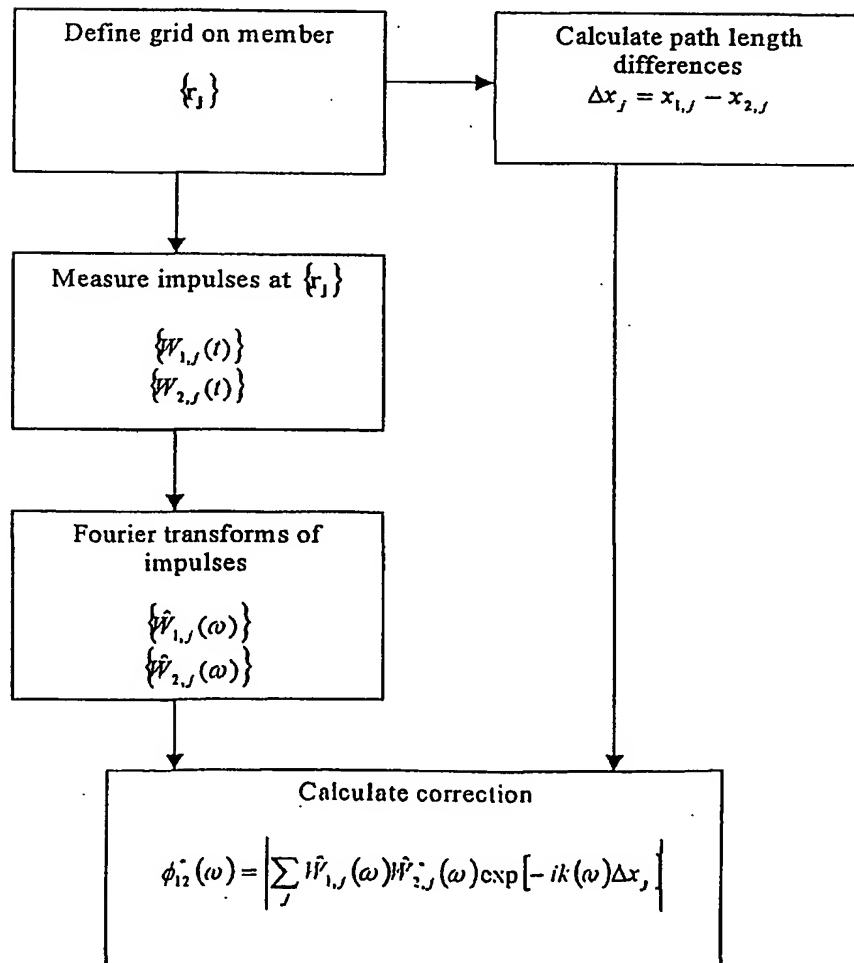 Define grid on member
{r_j}
Calculate path length
differences
Δx_j = x_{1,j} − x_{2,j}
Measure impulses at {r_j}
{W_{1,j}(t)}
{W_{2,j}(t)}
Fourier transforms of
impulses
{Ŵ_{1,j}(ω)}
{Ŵ_{2,j}(ω)}
Calculate correction
ϕ*_{12}(ω) = |∑_j Ŵ_{1,j}(ω)Ŵ*_{2,j}(ω)exp[− ik(ω)Δx_j]|